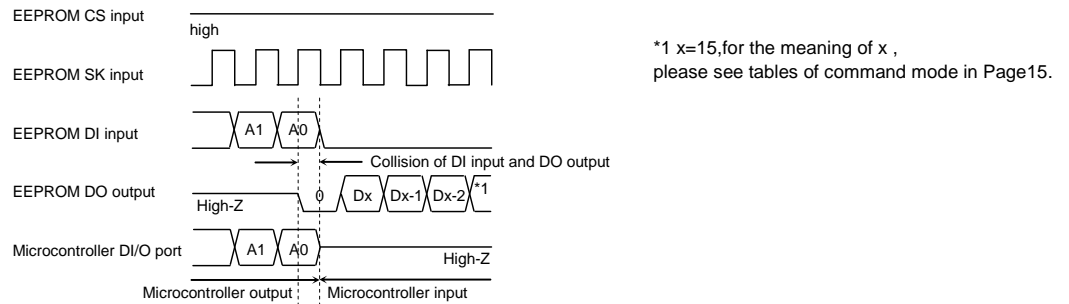 EEPROM CS input
high
*1 x=15,for the meaning of x ,
please see tables of command mode in Page15.
EEPROM SK input
EEPROM DI input
A1 A0
Collision of DI input and DO output
EEPROM DO output
High-Z
0 Dx Dx-1 Dx-2 *1
Microcontroller DI/O port
A1 A0
High-Z
Microcontroller output Microcontroller input